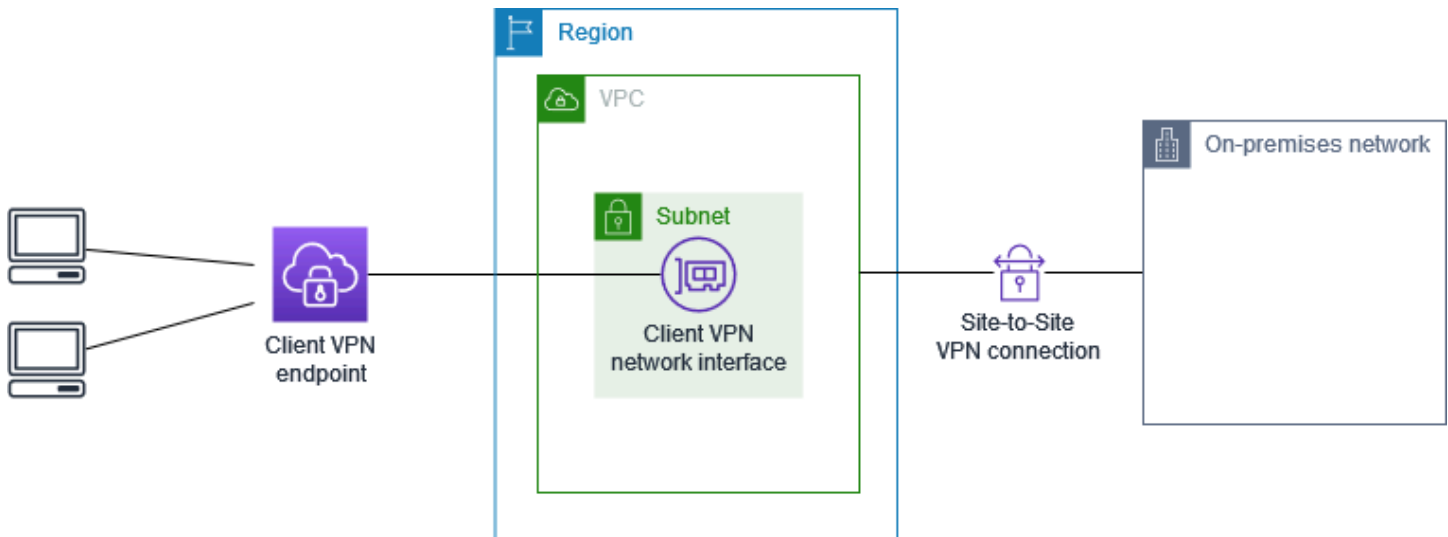 Region
VPC
On-premises network
Subnet
Client VPN
endpoint
Client VPN
network interface
Site-to-Site
VPN connection